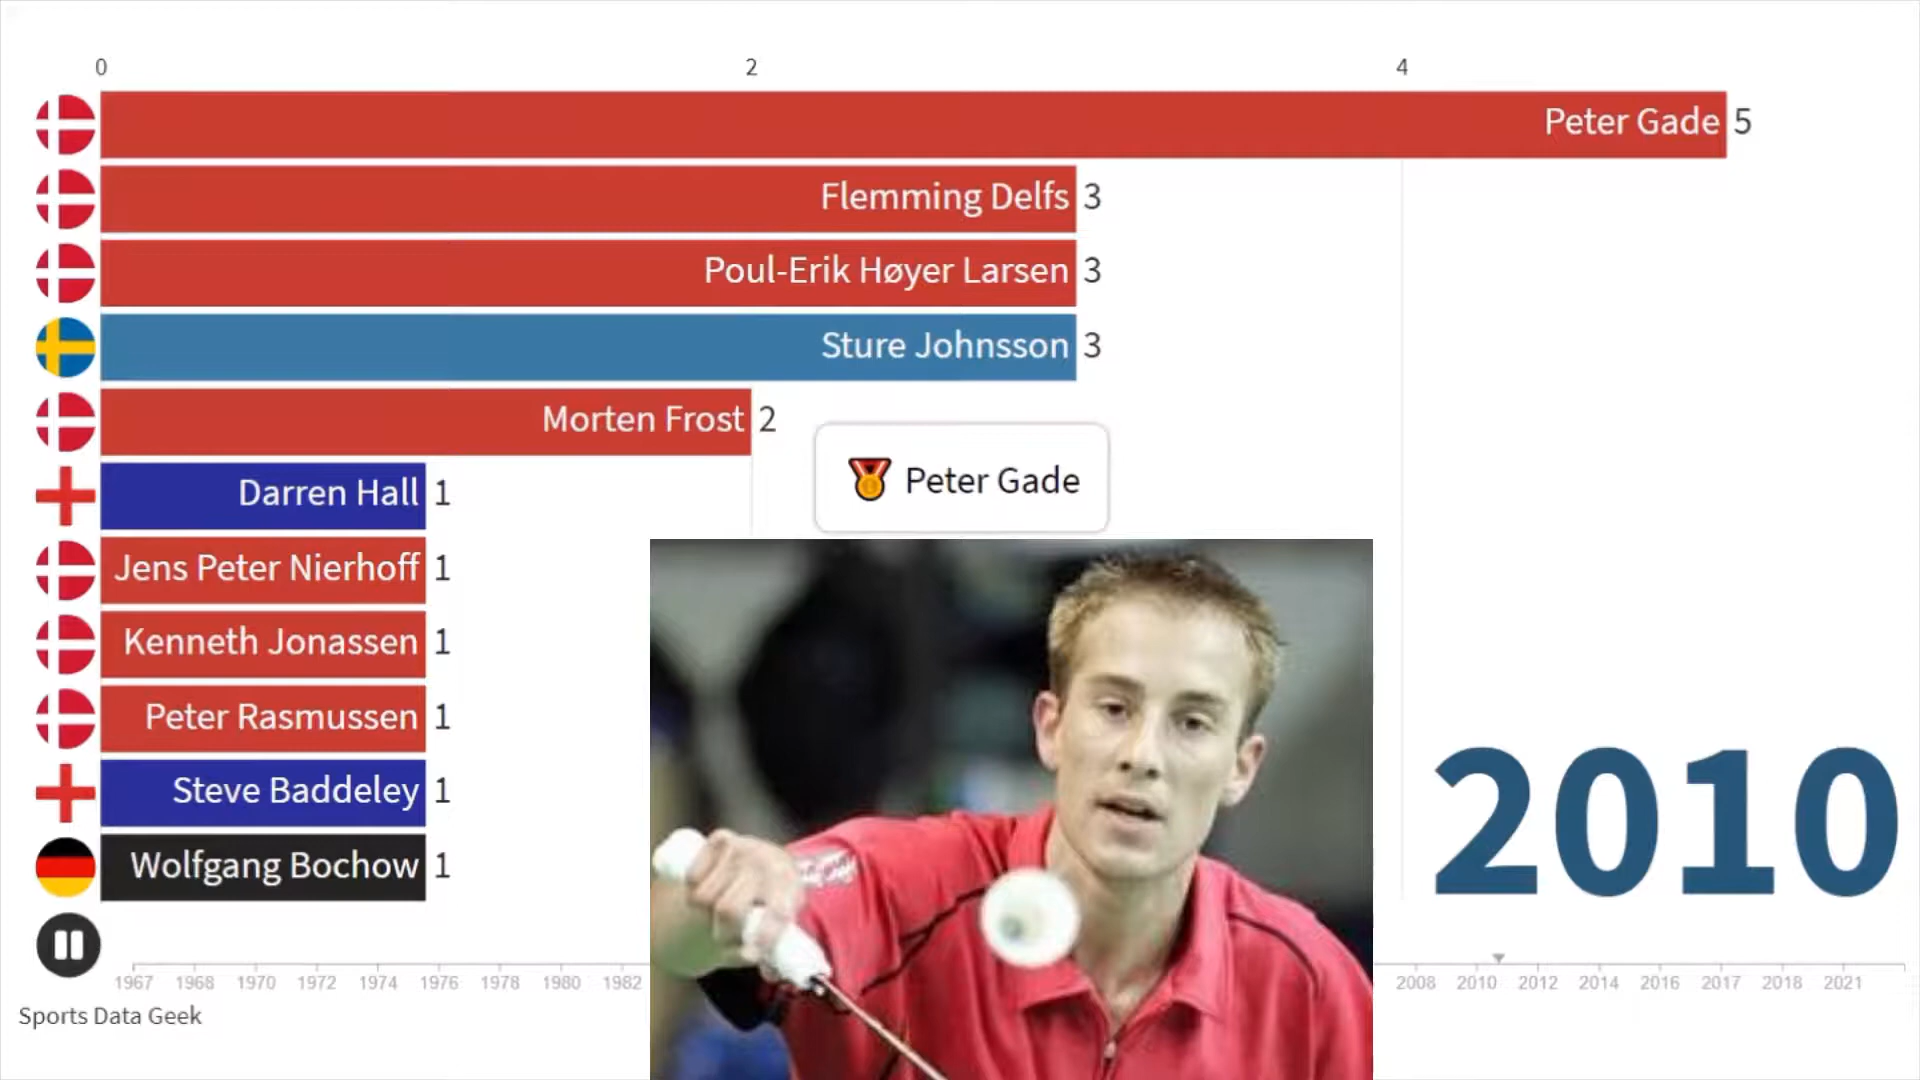 0 2 4
Peter Gade 5
Flemming Delfs 3
Poul-Erik Høyer Larsen 3
Sture Johnsson 3
Morten Frost 2
🏅 Peter Gade
Darren Hall 1
Jens Peter Nierhoff 1
Kenneth Jonassen 1
Peter Rasmussen 1
Steve Baddeley 1
Wolfgang Bochow 1
2010
1967 1968 1970 1972 1974 1976 1978 1980 1982 2008 2010 2012 2014 2016 2017 2018 2021
Sports Data Geek